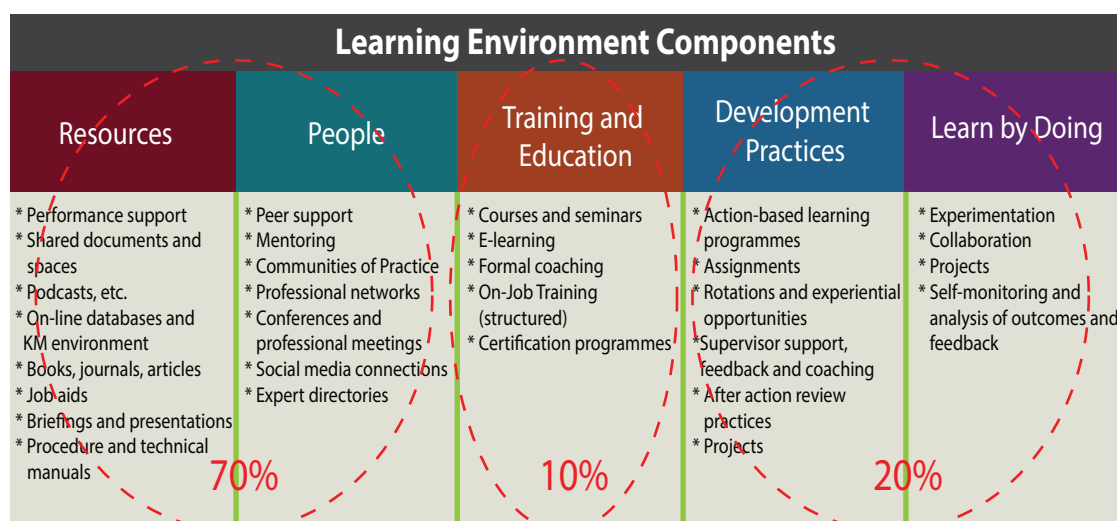 Learning Environment Components
Resources
People
Training and
Education
Development
Practices
Learn by Doing
* Performance support
* Shared documents and
spaces
* Podcasts, etc.
* On-line databases and
KM environment
* Books, journals, articles
* Job aids
* Briefings and presentations
* Procedure and technical
manuals
* Peer support
* Mentoring
* Communities of Practice
* Professional networks
* Conferences and
professional meetings
* Social media connections
* Expert directories
* Courses and seminars
* E-learning
* Formal coaching
* On-Job Training
(structured)
* Certification programmes
* Action-based learning
programmes
* Assignments
* Rotations and experiential
opportunities
*Supervisor support,
feedback and coaching
* After action review
practices
* Projects
* Experimentation
* Collaboration
* Projects
* Self-monitoring and
analysis of outcomes and
feedback
70%
10%
20%